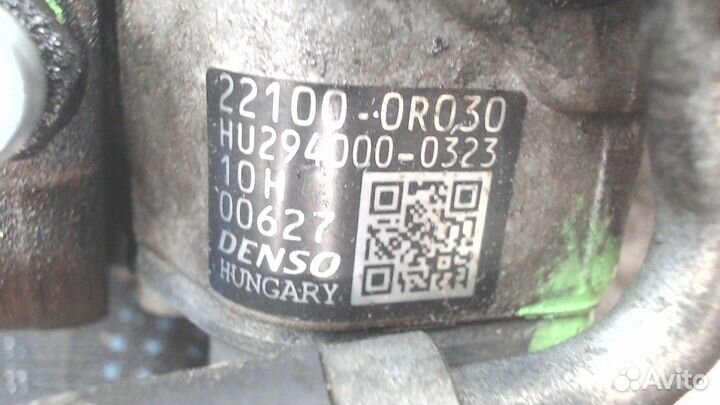 22100-0R030
HU294000-0323
10H
00627
DENSO
HUNGARY
Avito